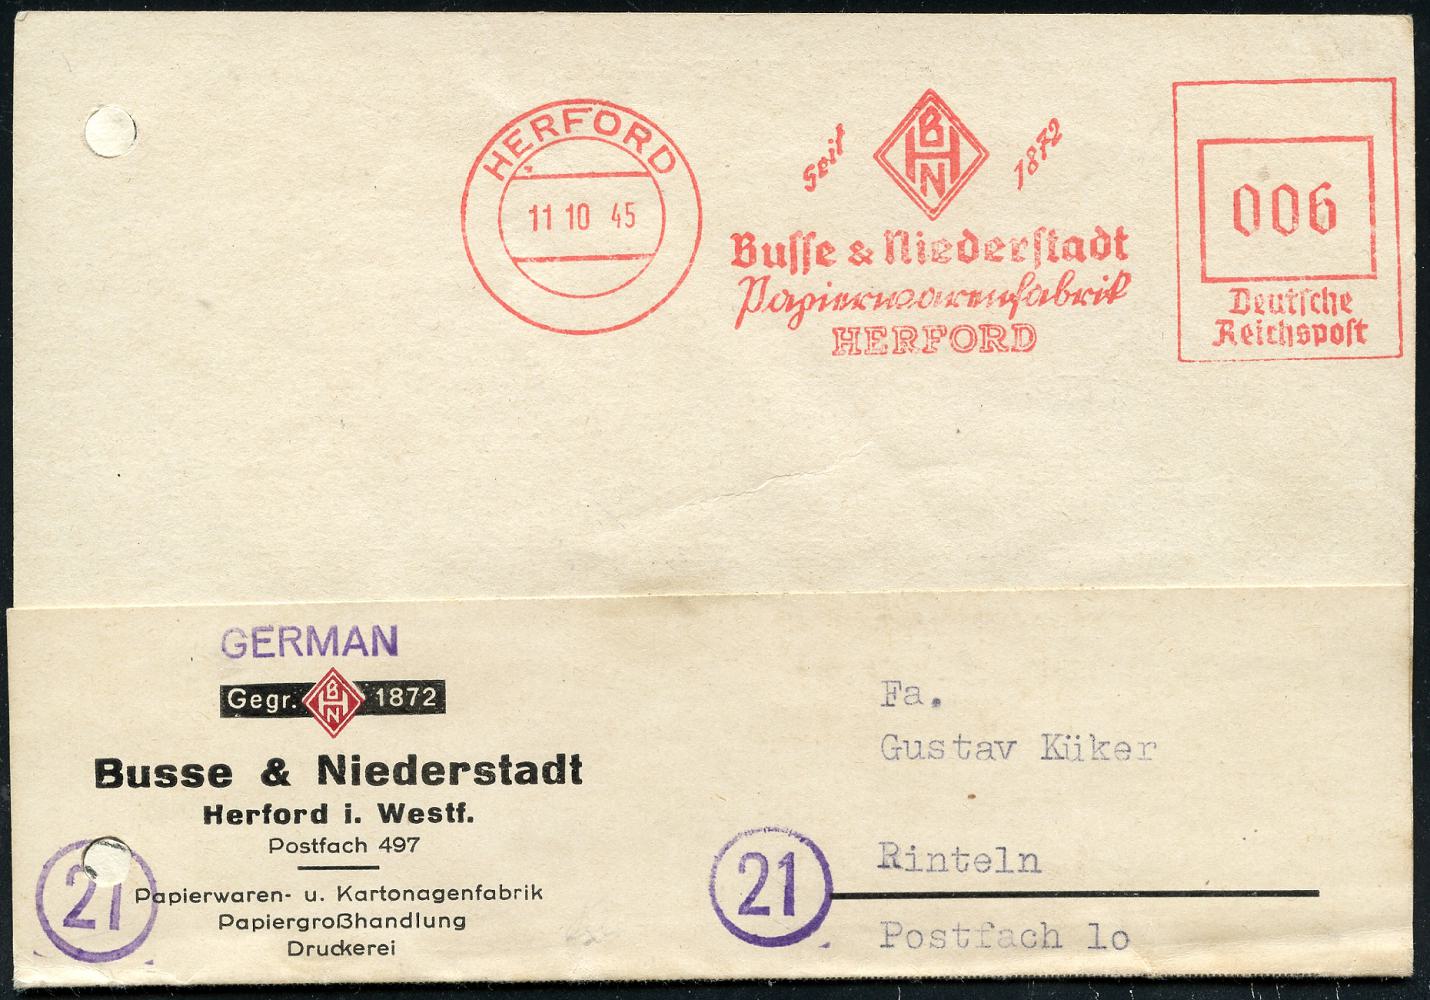 HERFORD
11 10 45
seit 1872
BHN
Busse & Niederstadt
Papierwarenfabrik
HERFORD
006
Deutsche
Reichspost
GERMAN
Gegr. BHN 1872
Busse & Niederstadt
Herford i. Westf.
Postfach 497
Papierwaren- u. Kartonagenfabrik
Papiergroßhandlung
Druckerei
21
Fa.
Gustav Küker
21
Rinteln
Postfach lo